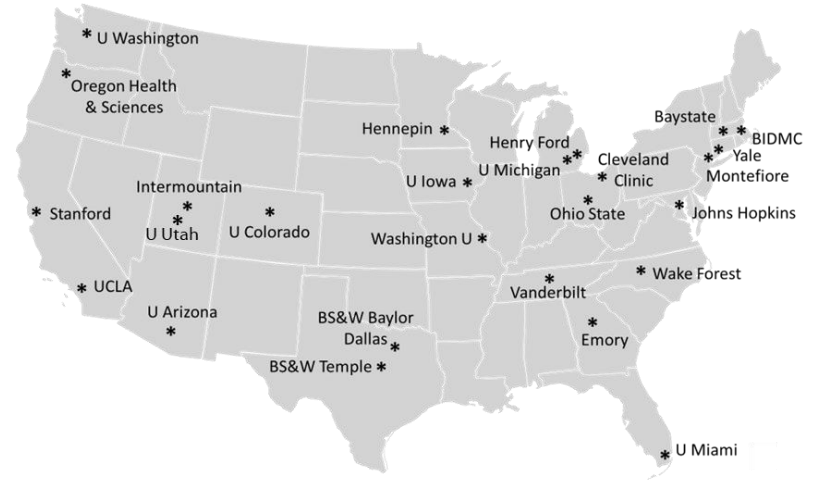 * U Washington
* Oregon Health
& Sciences
Baystate * *
BIDMC
Hennepin *
Henry Ford *
* Yale
U Michigan *
* Montefiore
Cleveland
* Clinic
U Iowa *
Intermountain
*
* Stanford
*
U Utah
*
U Colorado
*
Ohio State
* Johns Hopkins
Washington U *
* Wake Forest
*
Vanderbilt
* UCLA
U Arizona
*
BS&W Baylor
Dallas *
*
Emory
BS&W Temple *
* U Miami